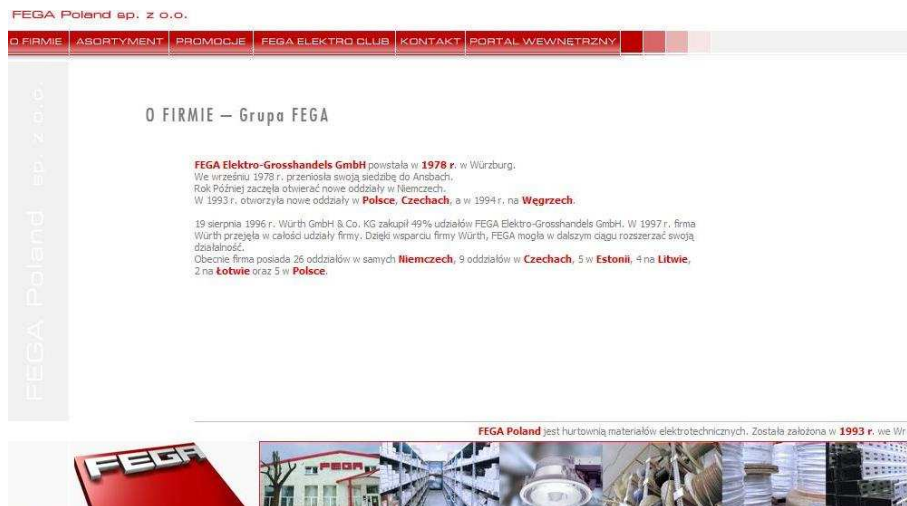 FEGA Poland sp. z o.o.
O FIRMIE ASORTYMENT PROMOCJE FEGA ELEKTRO CLUB KONTAKT PORTAL WEWNĘTRZNY
FEGA Poland sp. z o.o.
O FIRMIE – Grupa FEGA
FEGA Elektro-Grosshandels GmbH powstała w 1978 r. w Würzburg.
We wrześniu 1978 r. przeniosła swoją siedzibę do Ansbach.
Rok Później zaczęła otwierać nowe oddziały w Niemczech.
W 1993 r. otworzyła nowe oddziały w Polsce, Czechach, a w 1994 r. na Węgrzech.
19 sierpnia 1996 r. Würth GmbH & Co. KG zakupił 49% udziałów FEGA Elektro-Grosshandels GmbH. W 1997 r. firma
Würth przejęła w całości udziały firmy. Dzięki wsparciu firmy Würth, FEGA mogła w dalszym ciągu rozszerzać swoją
działalność.
Obecnie firma posiada 26 oddziałów w samych Niemczech, 9 oddziałów w Czechach, 5 w Estonii, 4 na Litwie,
2 na Łotwie oraz 5 w Polsce.
FEGA Poland jest hurtownią materiałów elektrotechnicznych. Została założona w 1993 r. we Wr
FEGA
FEGA